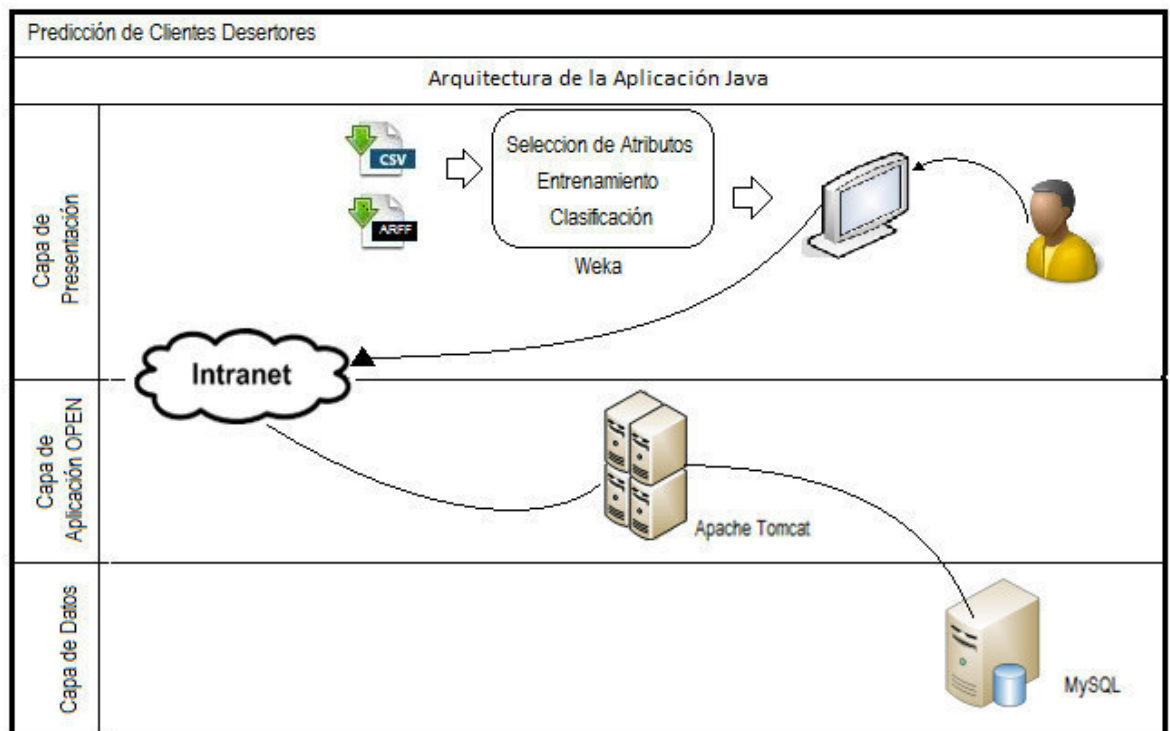 Predicción de Clientes Desertores
Arquitectura de la Aplicación Java
Capa de
Presentación
CSV
ARFF
Seleccion de Atributos
Entrenamiento
Clasificación
Weka
Intranet
Capa de
Aplicación OPEN
Apache Tomcat
Capa de Datos
MySQL